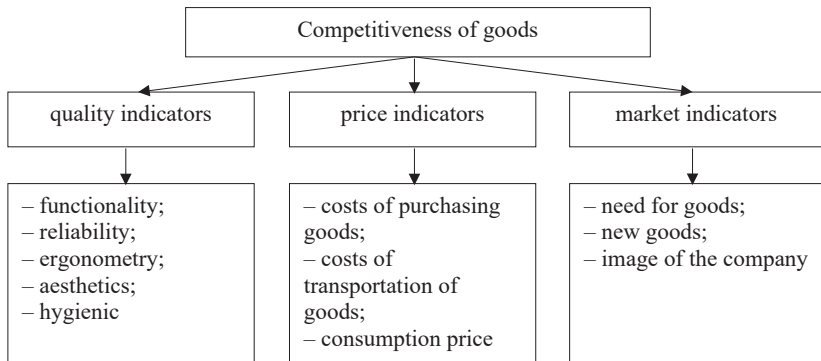 Competitiveness of goods
quality indicators
price indicators
market indicators
– functionality;
– reliability;
– ergonometry;
– aesthetics;
– hygienic
– costs of purchasing
goods;
– costs of
transportation of
goods;
– consumption price
– need for goods;
– new goods;
– image of the company